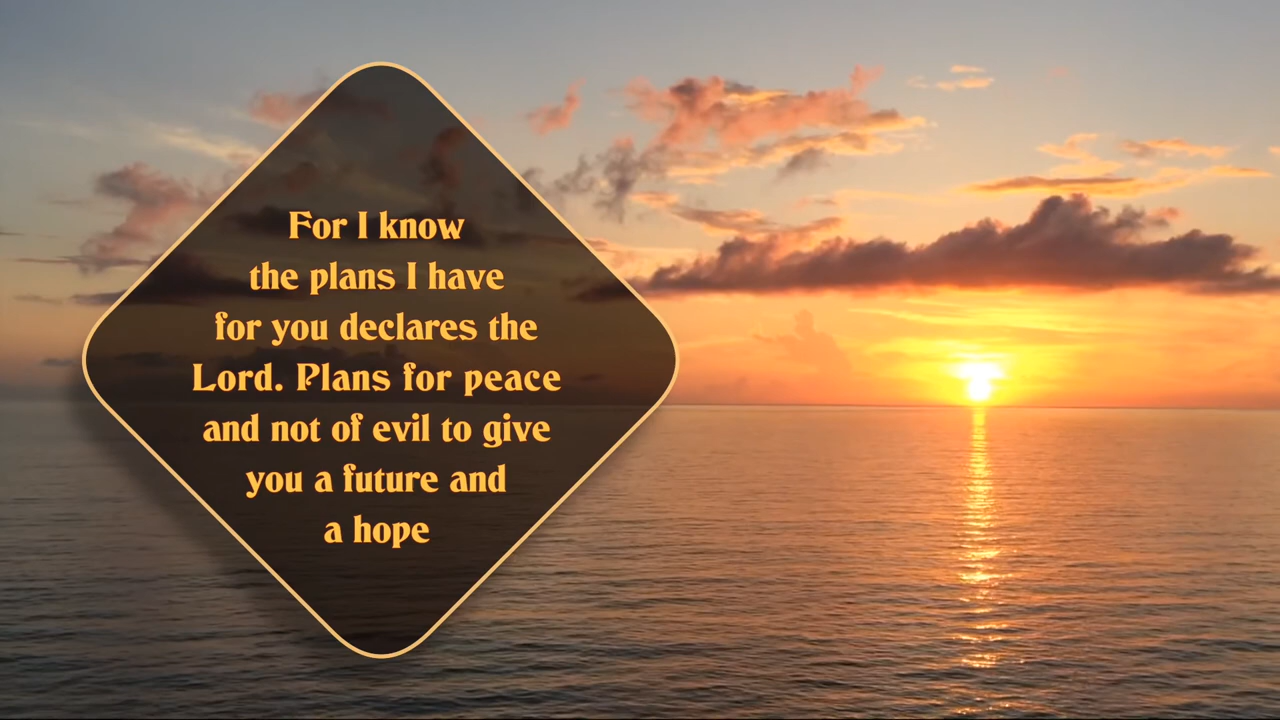 For I know
the plans I have
for you declares the
Lord. Plans for peace
and not of evil to give
you a future and
a hope